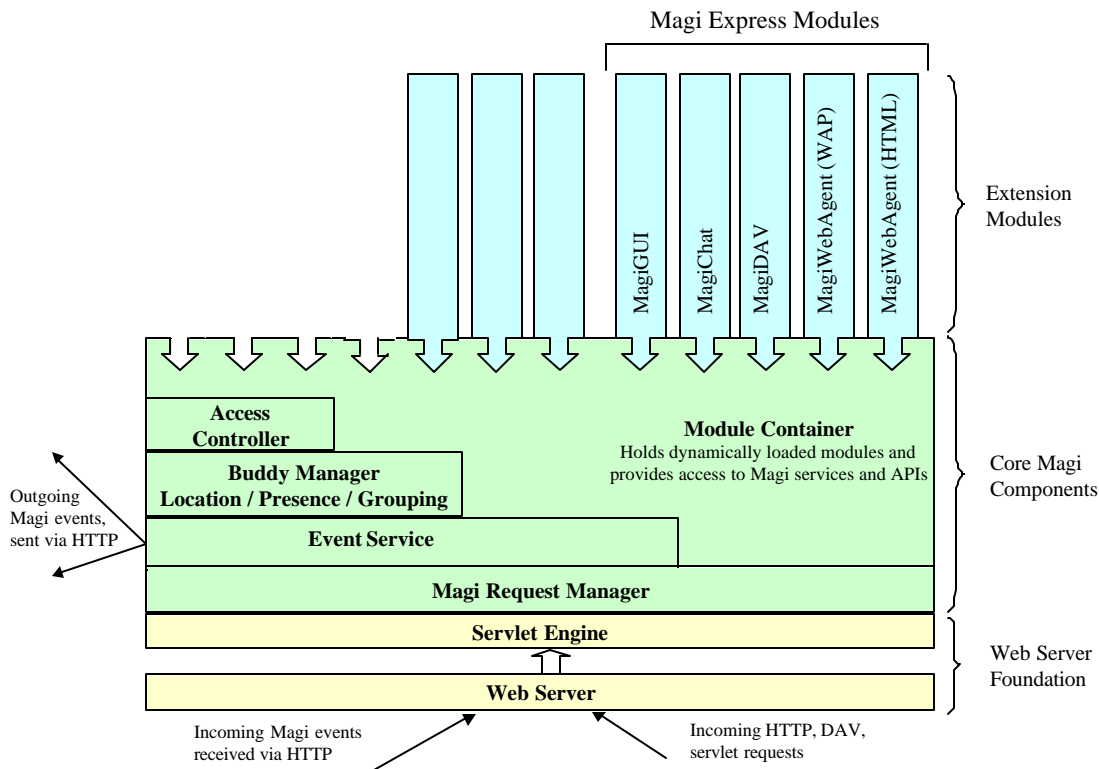 Magi Express Modules
MagiGUI
MagiChat
MagiDAV
MagiWebAgent (WAP)
MagiWebAgent (HTML)
Extension
Modules
Access
Controller
Module Container
Holds dynamically loaded modules and
provides access to Magi services and APIs
Buddy Manager
Location / Presence / Grouping
Core Magi
Components
Outgoing
Magi events,
sent via HTTP
Event Service
Magi Request Manager
Servlet Engine
Web Server
Web Server
Foundation
Incoming Magi events
received via HTTP
Incoming HTTP, DAV,
servlet requests